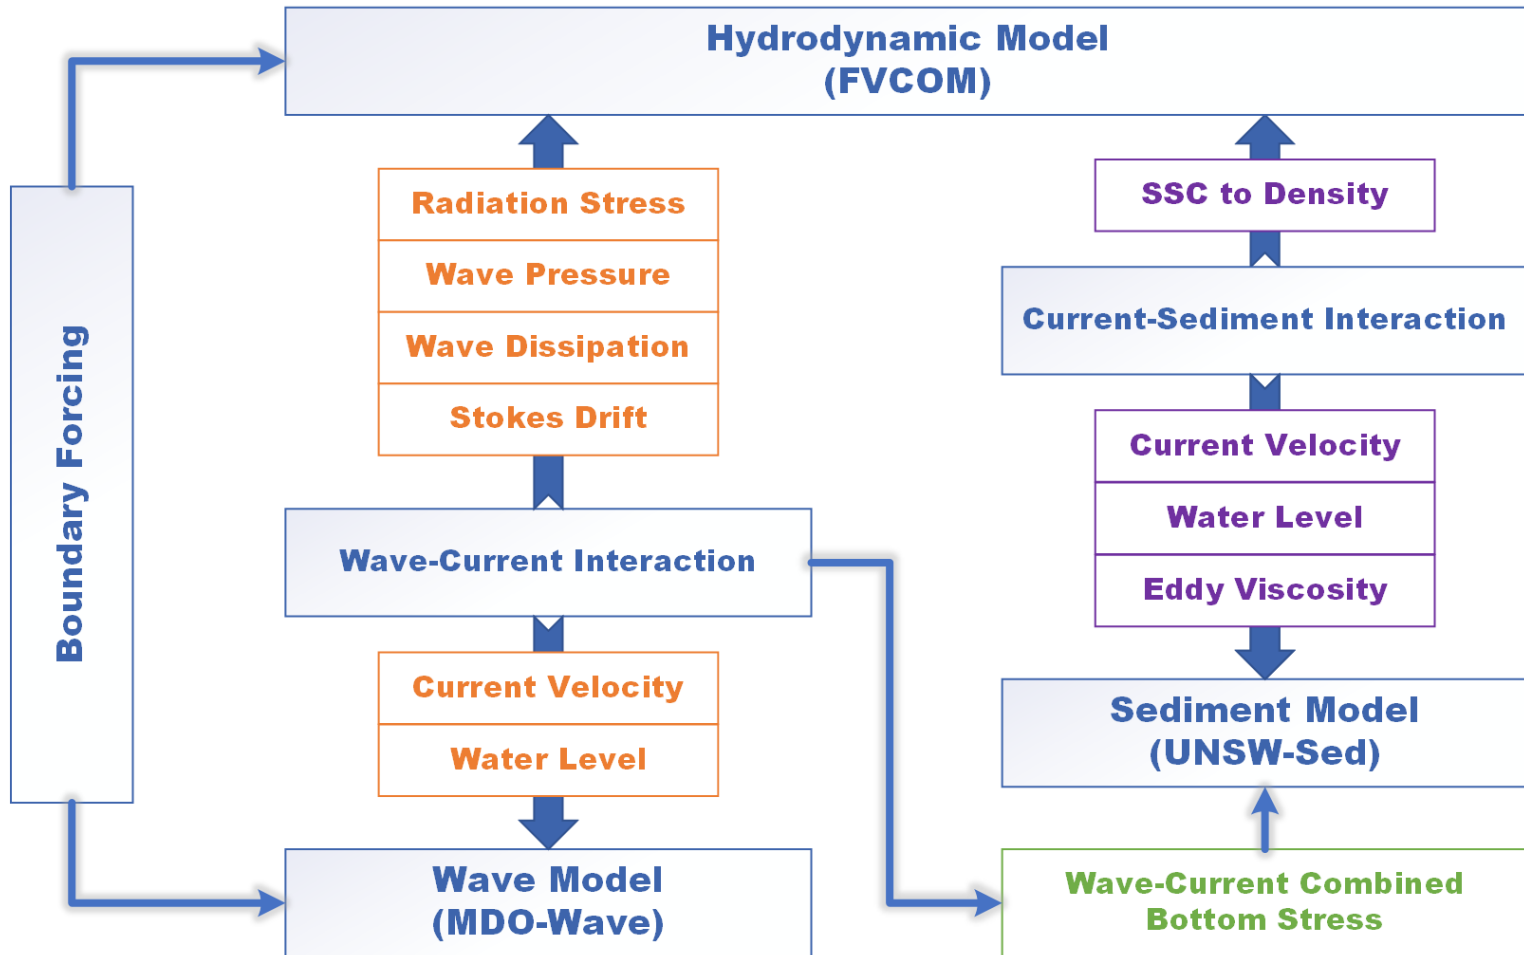 Hydrodynamic Model
(FVCOM)
Boundary Forcing
Radiation Stress
Wave Pressure
Wave Dissipation
Stokes Drift
Wave-Current Interaction
Current Velocity
Water Level
Wave Model
(MDO-Wave)
SSC to Density
Current-Sediment Interaction
Current Velocity
Water Level
Eddy Viscosity
Sediment Model
(UNSW-Sed)
Wave-Current Combined
Bottom Stress